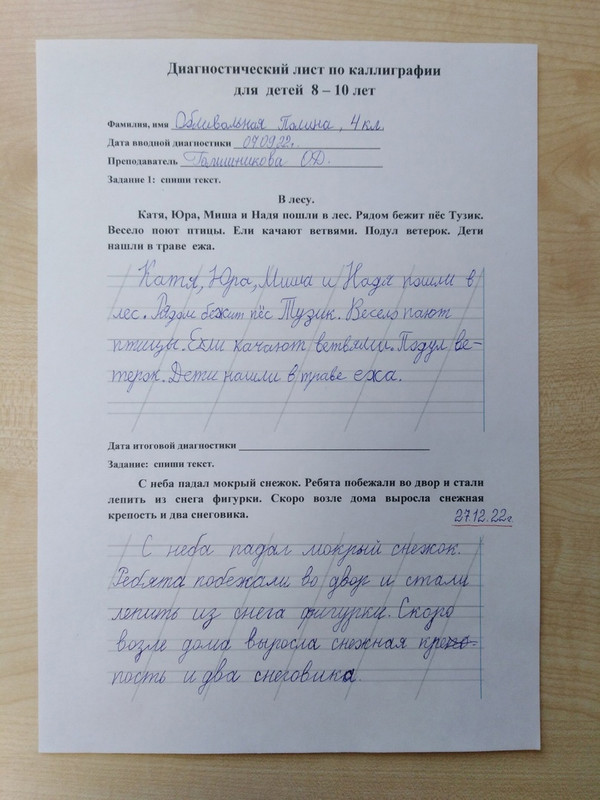 Диагностический лист по каллиграфии
для детей 8 – 10 лет
Фамилия, имя Обливальная Полина, 4 кл.
Дата вводной диагностики 04.09.22г.
Преподаватель О.Д.
Задание 1: спиши текст.
В лесу.
Катя, Юра, Миша и Надя пошли в лес. Рядом бежит пёс Тузик.
Весело поют птицы. Ели качают ветвями. Подул ветерок. Дети
нашли в траве ежа.
Катя, Юра, Миша и Надя пошли в
лес. Рядом бежит пёс Тузик. Весело пают
птицы. Ели качают ветвями. Подул ве-
терок. Дети нашли в траве ежа.
Дата итоговой диагностики
Задание: спиши текст.
С неба падал мокрый снежок. Ребята побежали во двор и стали
лепить из снега фигурки. Скоро возле дома выросла снежная
крепость и два снеговика.
27.12.22г.
С неба падал мокрый снежок.
Ребята побежали во двор и стали
лепить из снега фигурки. Скоро
возле дома выросла снежная кре
пость и два снеговика.